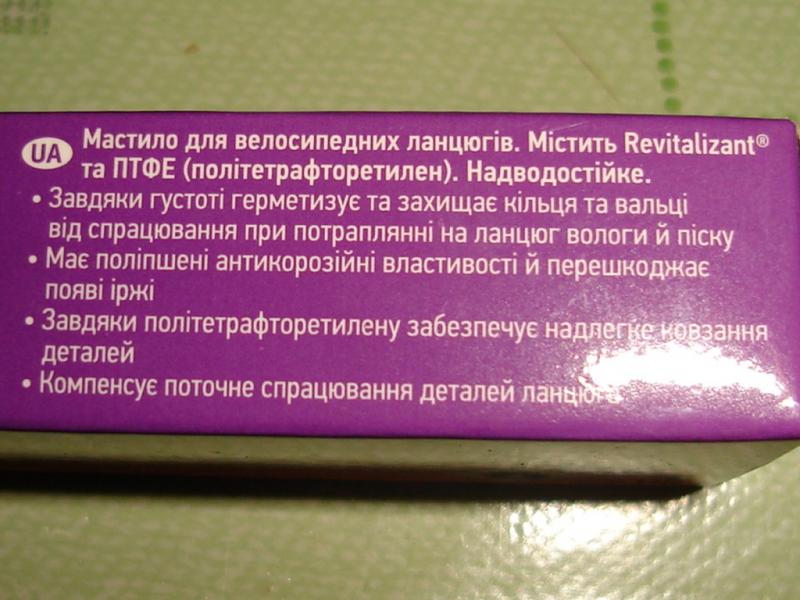 UA Мастило для велосипедних ланцюгів. Містить Revitalizant®
та ПТФЕ (політетрафторетилен). Надводостійке.
• Завдяки густоті герметизує та захищає кільця та вальці
від спрацювання при потраплянні на ланцюг вологи й піску
• Має поліпшені антикорозійні властивості й перешкоджає
появі іржі
• Завдяки політетрафторетилену забезпечує надлегке ковзання
деталей
• Компенсує поточне спрацювання деталей ланцюга